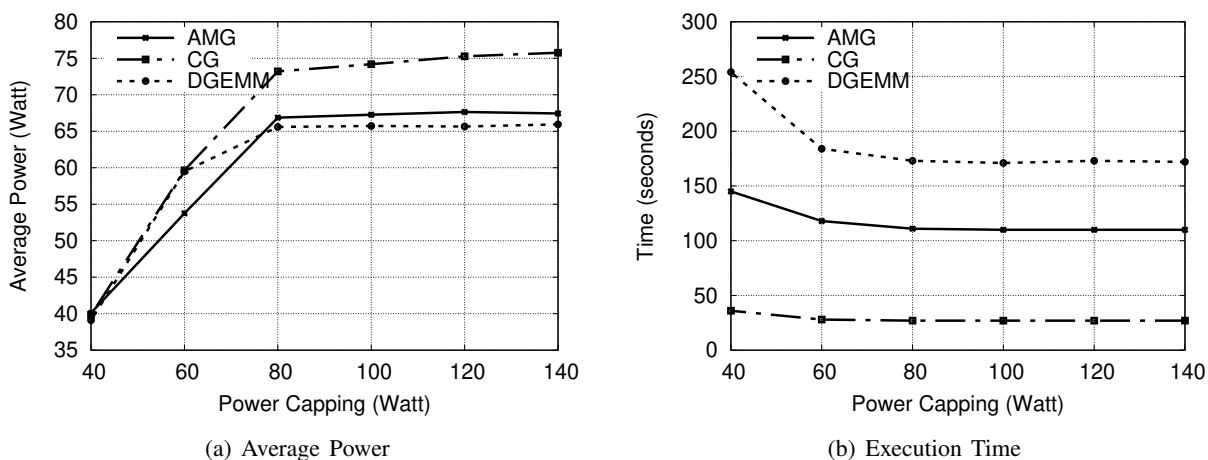 80
75
70
65
60
55
50
45
40
35
Average Power (Watt)
AMG
CG
DGEMM
40 60 80 100 120 140
Power Capping (Watt)
(a) Average Power
300
250
200
150
100
50
0
Time (seconds)
AMG
CG
DGEMM
40 60 80 100 120 140
Power Capping (Watt)
(b) Execution Time